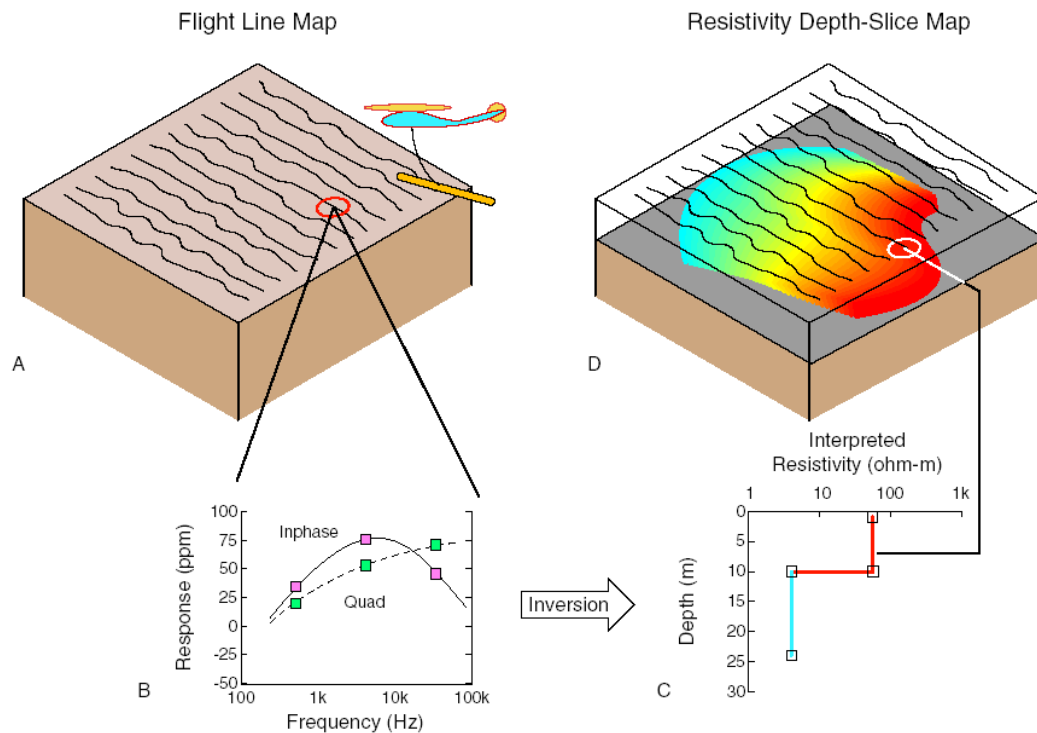 Flight Line Map
Resistivity Depth-Slice Map
A
D
Interpreted
Resistivity (ohm-m)
1 10 100 1k
100
75
50
25
0
-25
-50
Response (ppm)
Inphase
Quad
100 1k 10k 100k
Frequency (Hz)
B
Inversion
0
5
10
15
20
25
30
Depth (m)
C